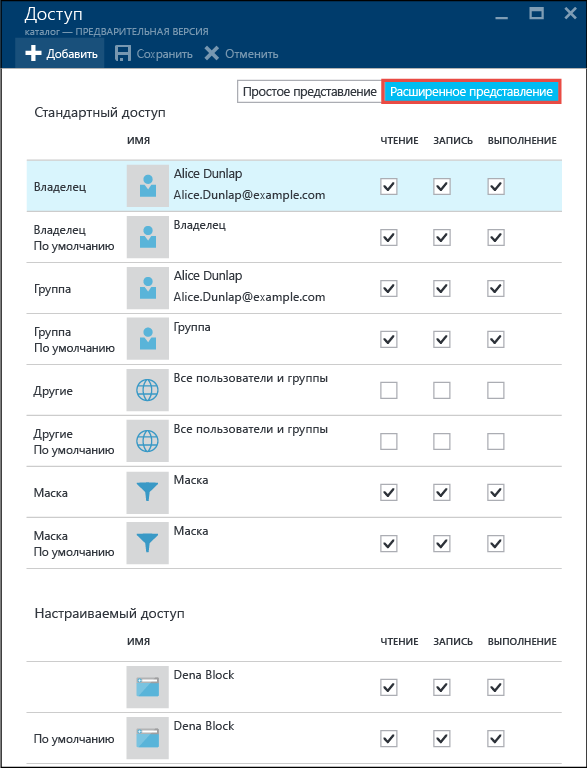 Доступ
каталог — ПРЕДВАРИТЕЛЬНАЯ ВЕРСИЯ
Добавить Сохранить Отменить
Простое представление Расширенное представление
Стандартный доступ
ИМЯ ЧТЕНИЕ ЗАПИСЬ ВЫПОЛНЕНИЕ
Владелец Alice Dunlap
Alice.Dunlap@example.com
Владелец Владелец
По умолчанию
Группа Alice Dunlap
Alice.Dunlap@example.com
Группа Группа
По умолчанию
Другие Все пользователи и группы
Другие Все пользователи и группы
По умолчанию
Маска Маска
Маска Маска
По умолчанию
Настраиваемый доступ
ИМЯ ЧТЕНИЕ ЗАПИСЬ ВЫПОЛНЕНИЕ
Dena Block
По умолчанию Dena Block